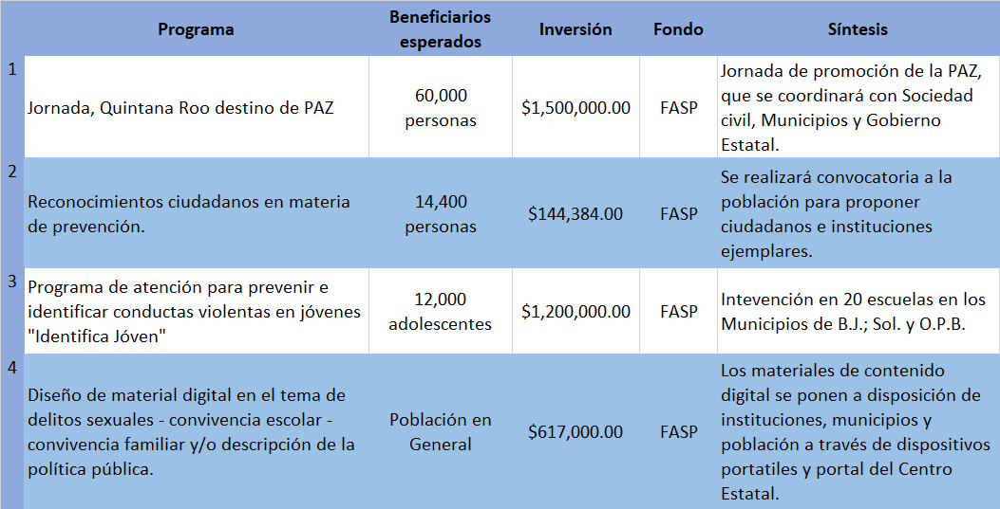 Programa
Beneficiarios
esperados
Inversión
Fondo
Síntesis
1
Jornada, Quintana Roo destino de PAZ
60,000
personas
$1,500,000.00
FASP
Jornada de promoción de la PAZ,
que se coordinará con Sociedad
civil, Municipios y Gobierno
Estatal.
2
Reconocimientos ciudadanos en materia
de prevención.
14,400
personas
$144,384.00
FASP
Se realizará convocatoria a la
población para proponer
ciudadanos e instituciones
ejemplares.
3
Programa de atención para prevenir e
identificar conductas violentas en jóvenes
"Identifica Jóven"
12,000
adolescentes
$1,200,000.00
FASP
Intevención en 20 escuelas en los
Municipios de B.J.; Sol. y O.P.B.
4
Diseño de material digital en el tema de
delitos sexuales - convivencia escolar -
convivencia familiar y/o descripción de la
política pública.
Población en
General
$617,000.00
FASP
Los materiales de contenido
digital se ponen a disposición de
instituciones, municipios y
población a través de dispositivos
portatiles y portal del Centro
Estatal.